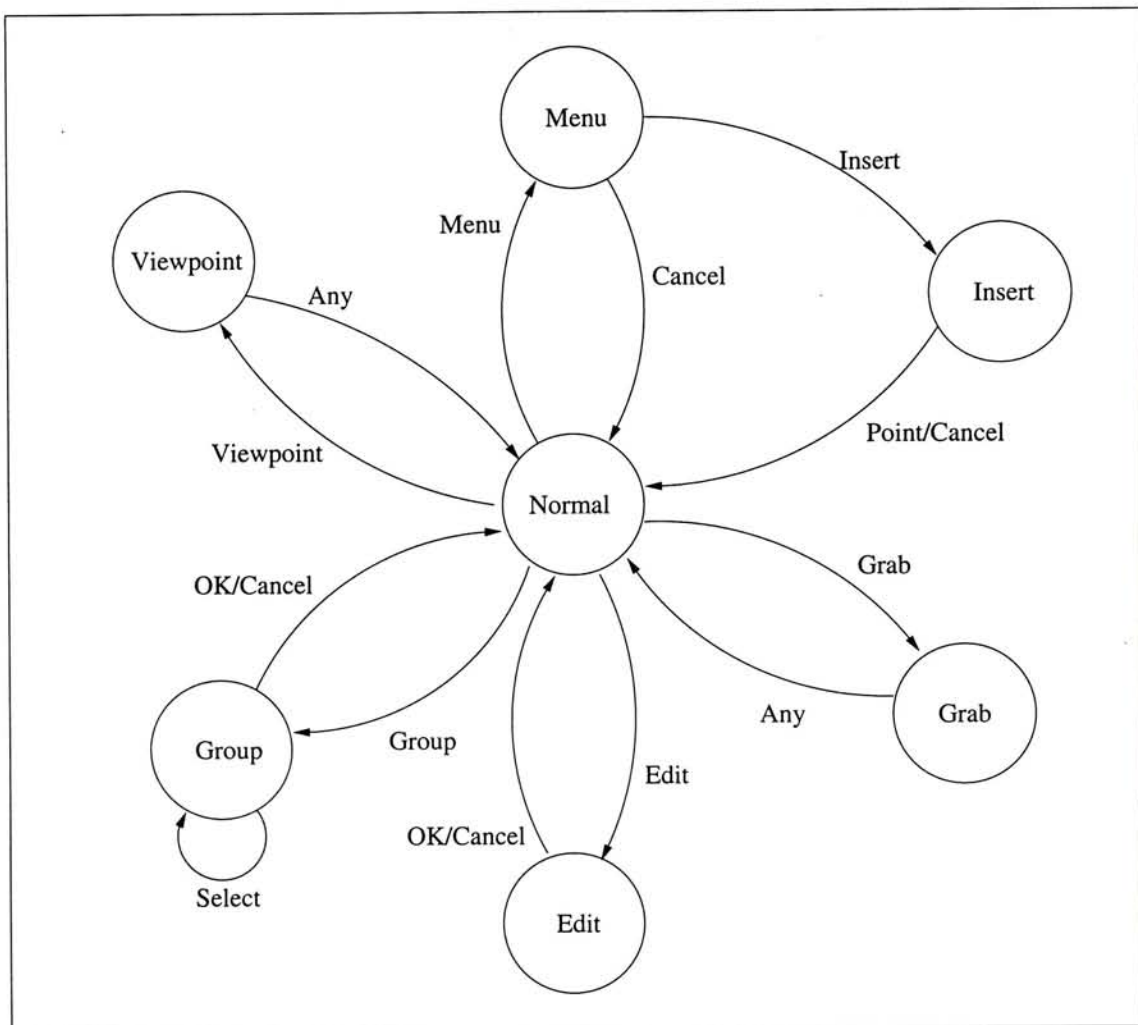 Menu
Insert
Menu
Viewpoint
Cancel
Insert
Any
Point/Cancel
Viewpoint
Normal
Grab
OK/Cancel
Any
Grab
Group
Group
Edit
OK/Cancel
Select
Edit